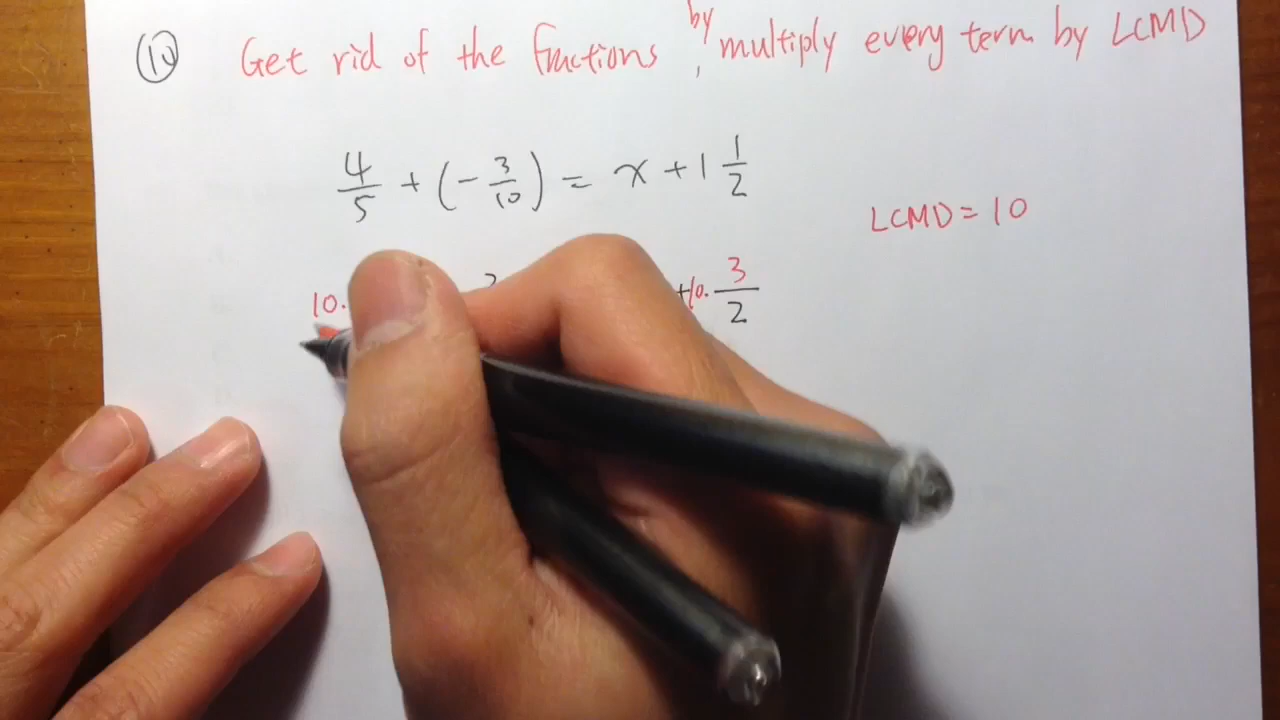 10 Get rid of the fractions, by multiply every term by LCMD
4/5 + (-3/10) = x + 1 1/2
LCMD = 10
10. + 10. 3/2